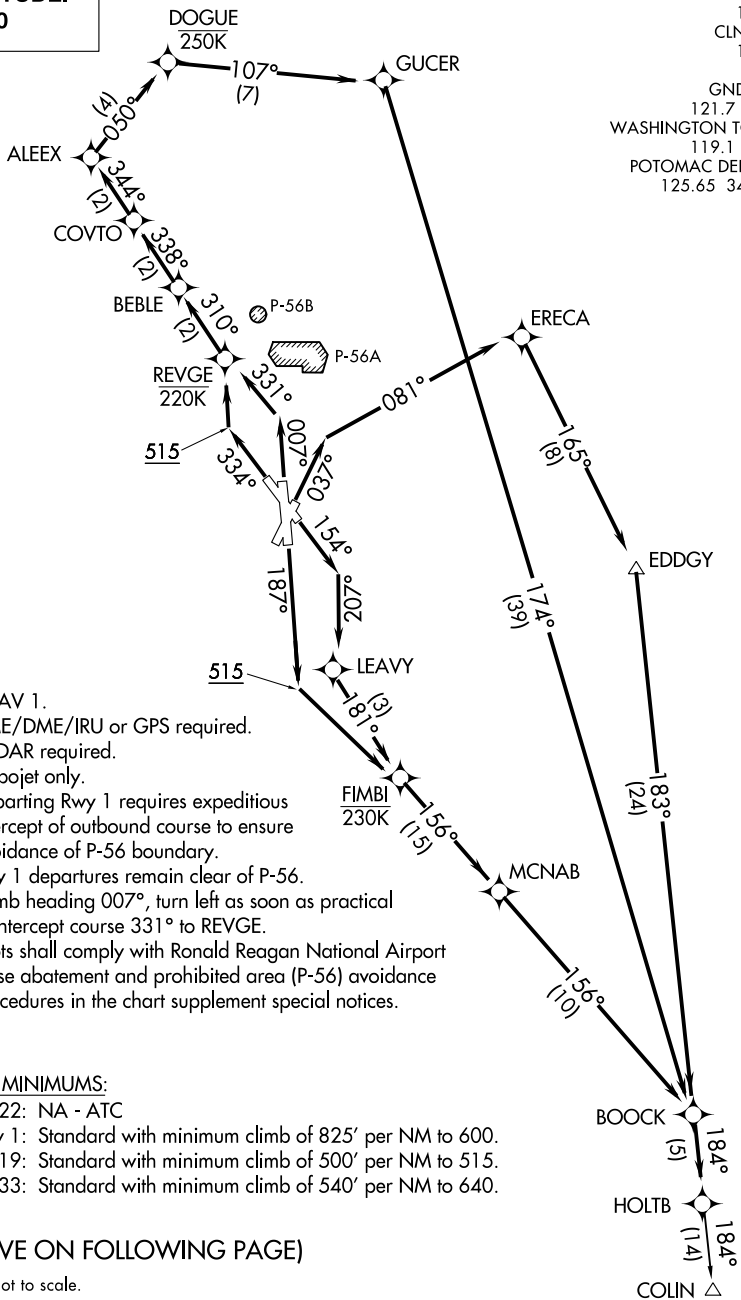 DOGUE
250K
107°
(7)
GUCER
CLN
GND
121.7
119.1
125.65
(4)
050°
ALEEX
344°
(2)
COVTO
338°
(2)
BEBLE
310°
(2)
P-56B
P-56A
REVGE
220K
331°
007°
ERECA
081°
037°
515
334°
165°
(8)
154°
187°
207°
EDDGY
174°
(39)
515
LEAVY
(3)
181°
183°
(24)
AV 1.
E/DME/IRU or GPS required.
DAR required.
bojet only.
parting Rwy 1 requires expeditious
ercept of outbound course to ensure
oidance of P-56 boundary.
y 1 departures remain clear of P-56.
mb heading 007°, turn left as soon as practical
ntercept course 331° to REVGE.
ots shall comply with Ronald Reagan National Airport
se abatement and prohibited area (P-56) avoidance
cedures in the chart supplement special notices.
FIMBI
230K
156°
(15)
MCNAB
156°
(10)
MINIMUMS:
22: NA - ATC
y 1: Standard with minimum climb of 825' per NM to 600.
19: Standard with minimum climb of 500' per NM to 515.
33: Standard with minimum climb of 540' per NM to 640.
BOOCK
184°
(5)
HOLTB
184°
(14)
COLIN
VE ON FOLLOWING PAGE)
ot to scale.
WASHINGTON
POTOMAC